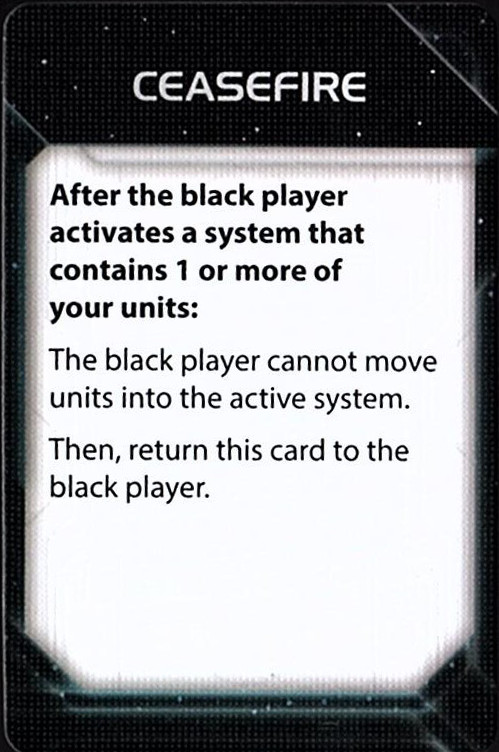 CEASEFIRE
After the black player
activates a system that
contains 1 or more of
your units:
The black player cannot move
units into the active system.
Then, return this card to the
black player.